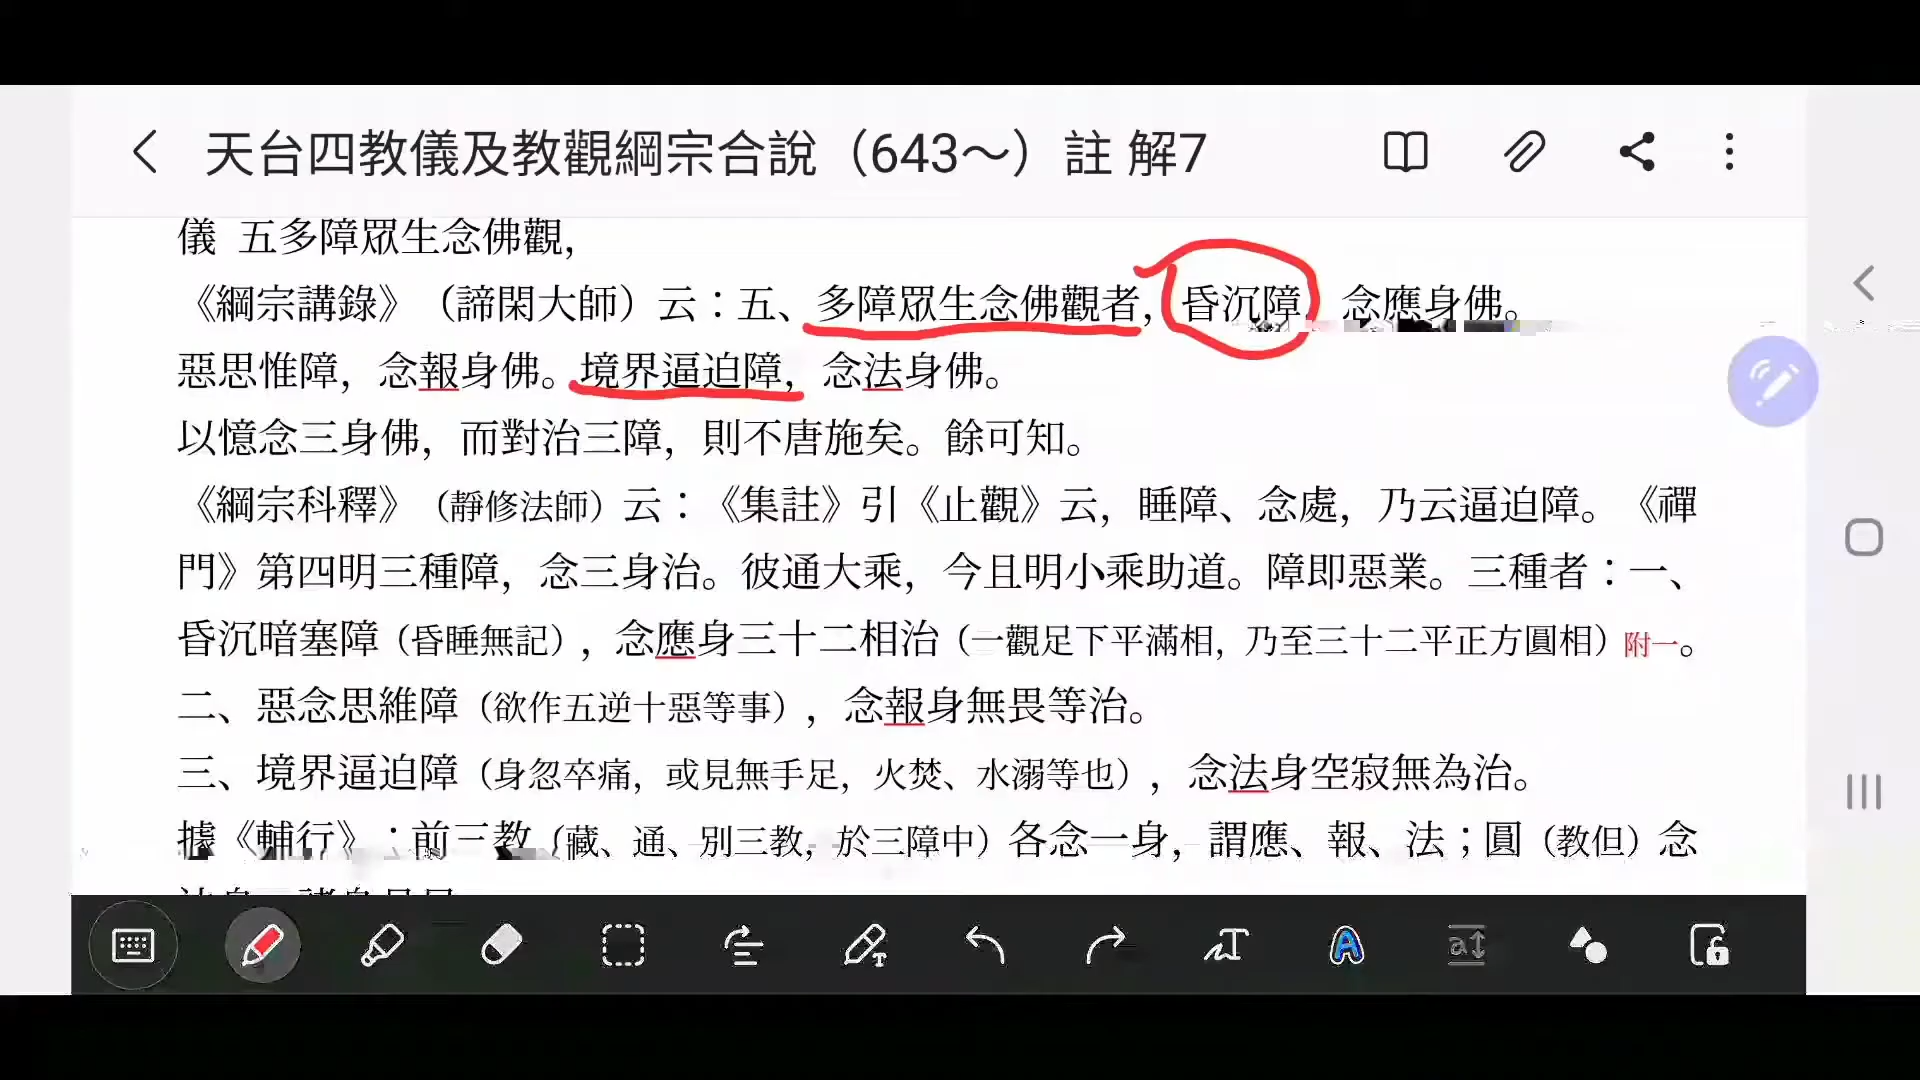 天台四教儀及教觀綱宗合說（643～）註 解7
儀 五多障眾生念佛觀，
《綱宗講錄》（諦閑大師）云：五、多障眾生念佛觀者，昏沉障，念應身佛。
惡思惟障，念報身佛。境界逼迫障，念法身佛。
以憶念三身佛，而對治三障，則不唐施矣。餘可知。
《綱宗科釋》（靜修法師）云：《集註》引《止觀》云，睡障、念處，乃云逼迫障。《禪
門》第四明三種障，念三身治。彼通大乘，今且明小乘助道。障即惡業。三種者：一、
昏沉暗塞障（昏睡無記），念應身三十二相治（一觀足下平滿相，乃至三十二平正方圓相）附一。
二、惡念思維障（欲作五逆十惡等事），念報身無畏等治。
三、境界逼迫障（身忽卒痛，或見無手足，火焚、水溺等也），念法身空寂無為治。
據《輔行》：前三教（藏、通、別三教，於三障中）各念一身，謂應、報、法；圓（教但）念